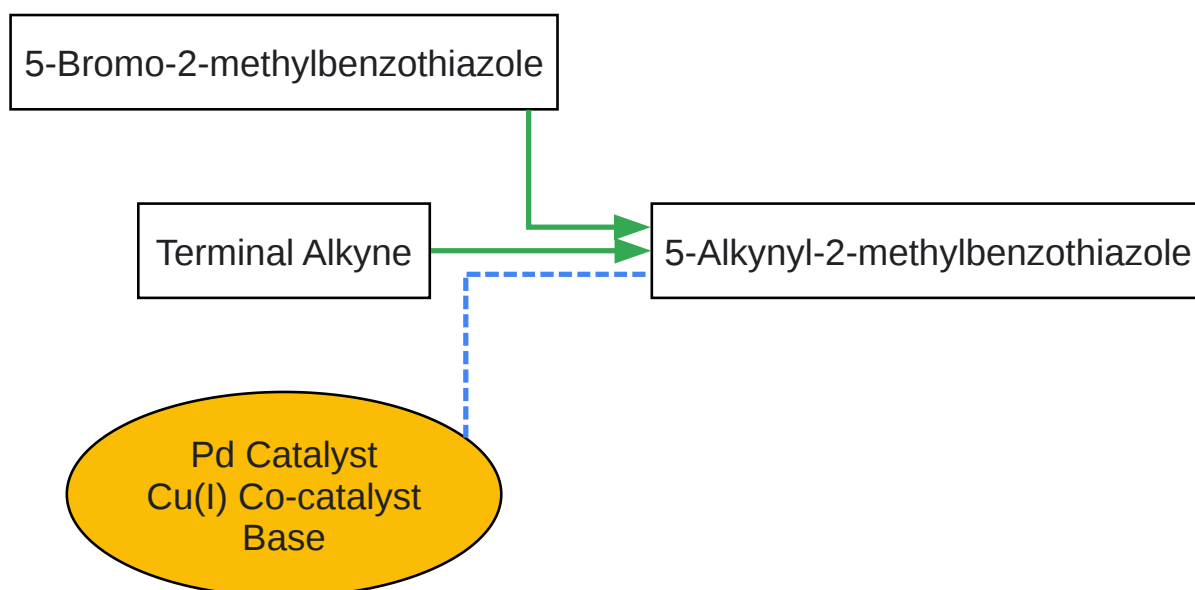 5-Bromo-2-methylbenzothiazole
Terminal Alkyne
5-Alkynyl-2-methylbenzothiazole
Pd Catalyst
Cu(I) Co-catalyst
Base